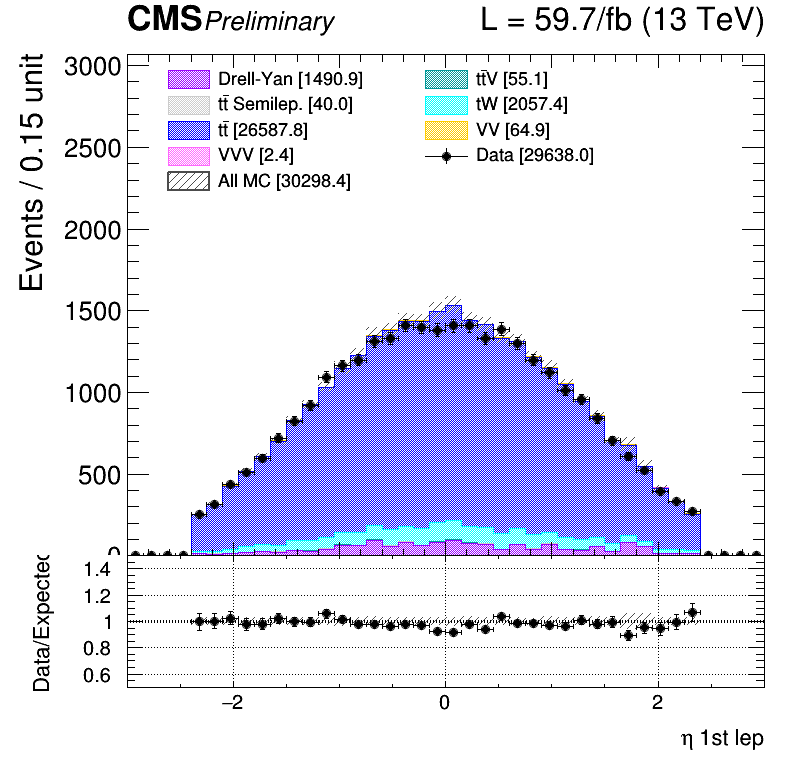 CMS Preliminary L = 59.7/fb (13 TeV)
Events / 0.15 unit
3000
2500
2000
1500
1000
500
0
Drell-Yan [1490.9]
tt̄ Semilep. [40.0]
tt̄ [26587.8]
VVV [2.4]
All MC [30298.4]
tt̄V [55.1]
tW [2057.4]
VV [64.9]
Data [29638.0]
Data/Expected
1.4
1.2
1
0.8
0.6
−2 0 2
η 1st lep